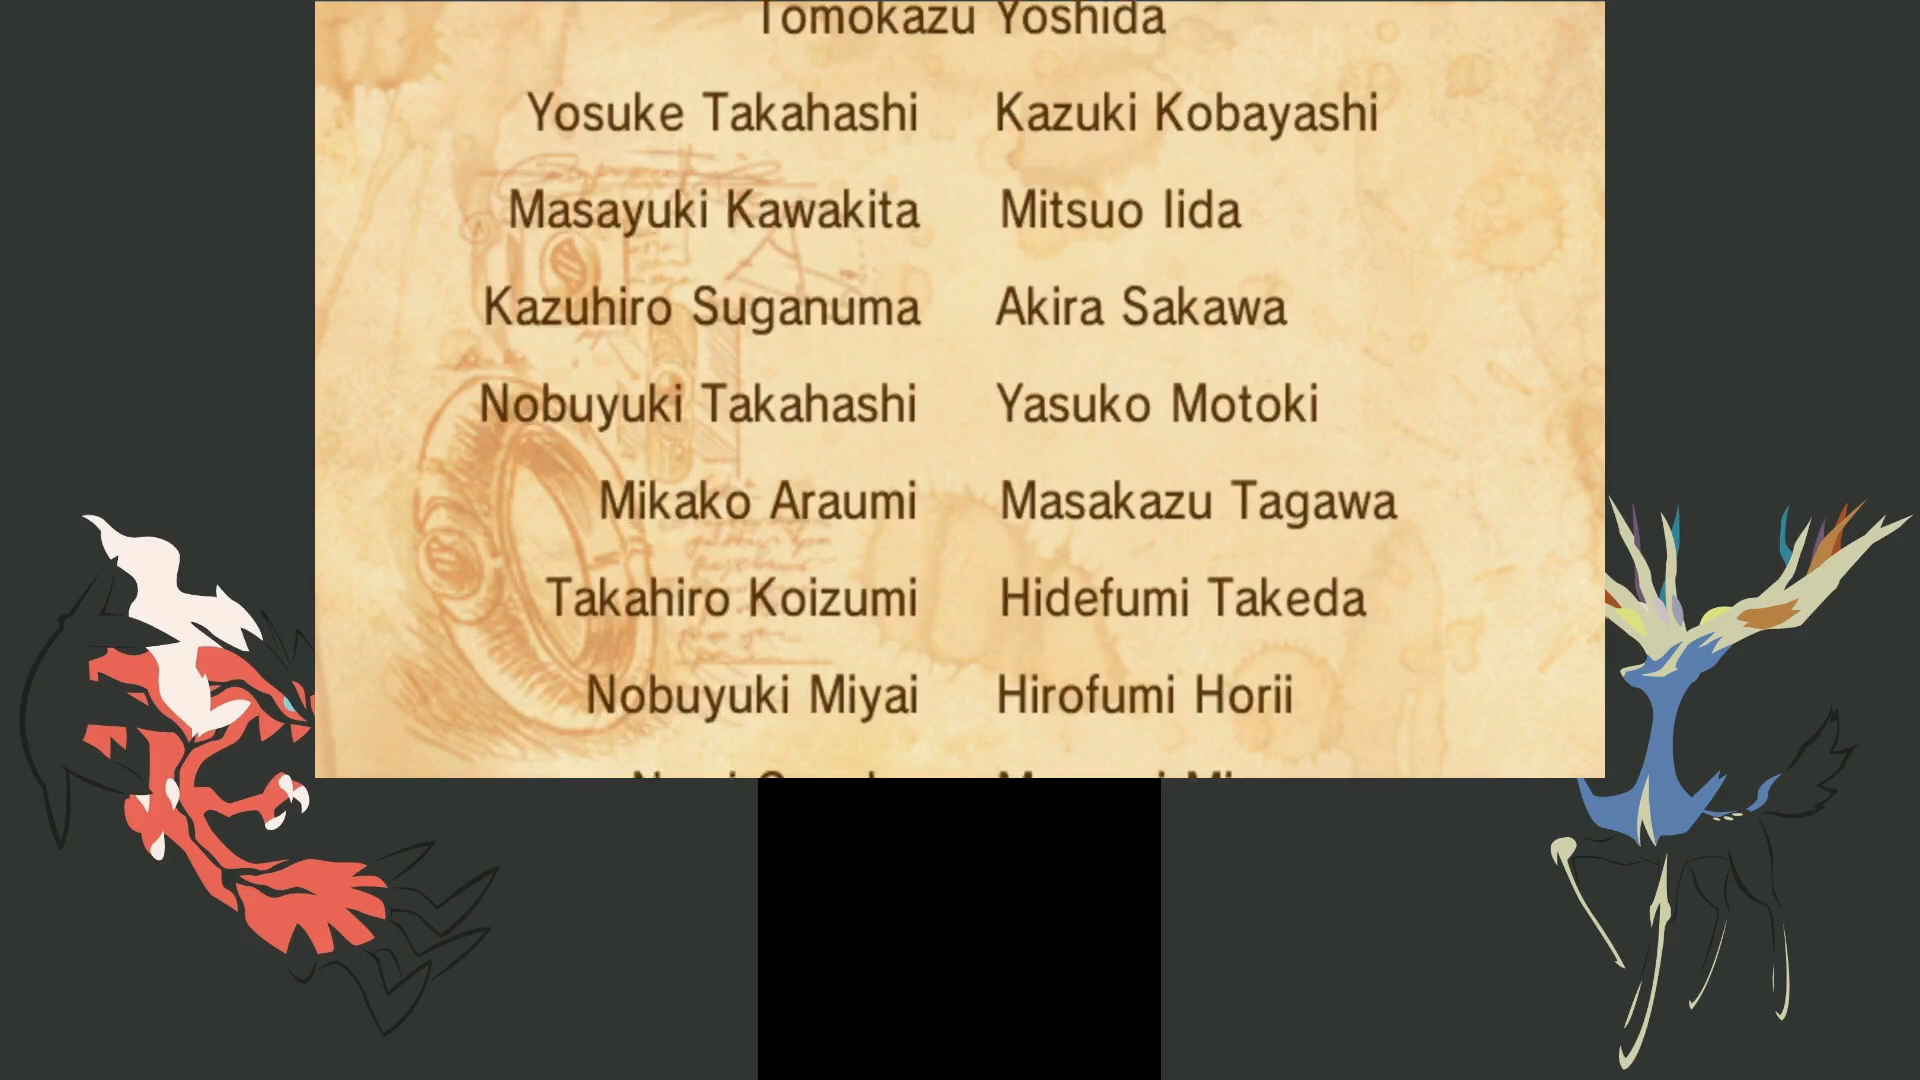 Tomokazu Yoshida
Yosuke Takahashi Kazuki Kobayashi
Masayuki Kawakita Mitsuo Iida
Kazuhiro Suganuma Akira Sakawa
Nobuyuki Takahashi Yasuko Motoki
Mikako Araumi Masakazu Tagawa
Takahiro Koizumi Hidefumi Takeda
Nobuyuki Miyai Hirofumi Horii